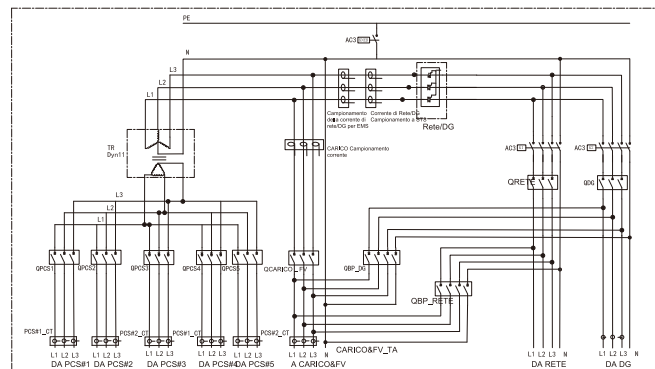 PE
AC3
N
L3
L2
L1
Campionamento
della corrente di
rete/DG per EMS
Corrente di Rete/DG
Campionamento a STS
Rete/DG
TR
Dyn11
CARICO Campionamento
corrente
AC3
AC3
QRETE
QDG
L3
L2
L1
QPCS1
QPCS2
QPCS3
QPCS4
QPCS5
QCARICO_FV
QBP_DG
QBP_RETE
PCS#1_CT
PCS#2_CT
PCS#1_CT
PCS#2_CT
CARICO&FV_TA
L1 L2 L3
L1 L2 L3
L1 L2 L3
L1 L2 L3
L1 L2 L3
L1 L2 L3 N
L1 L2 L3 N
L1 L2 L3 N
DA PCS#1
DA PCS#2
DA PCS#3
DA PCS#4
DA PCS#5
A CARICO&FV
DA RETE
DA DG